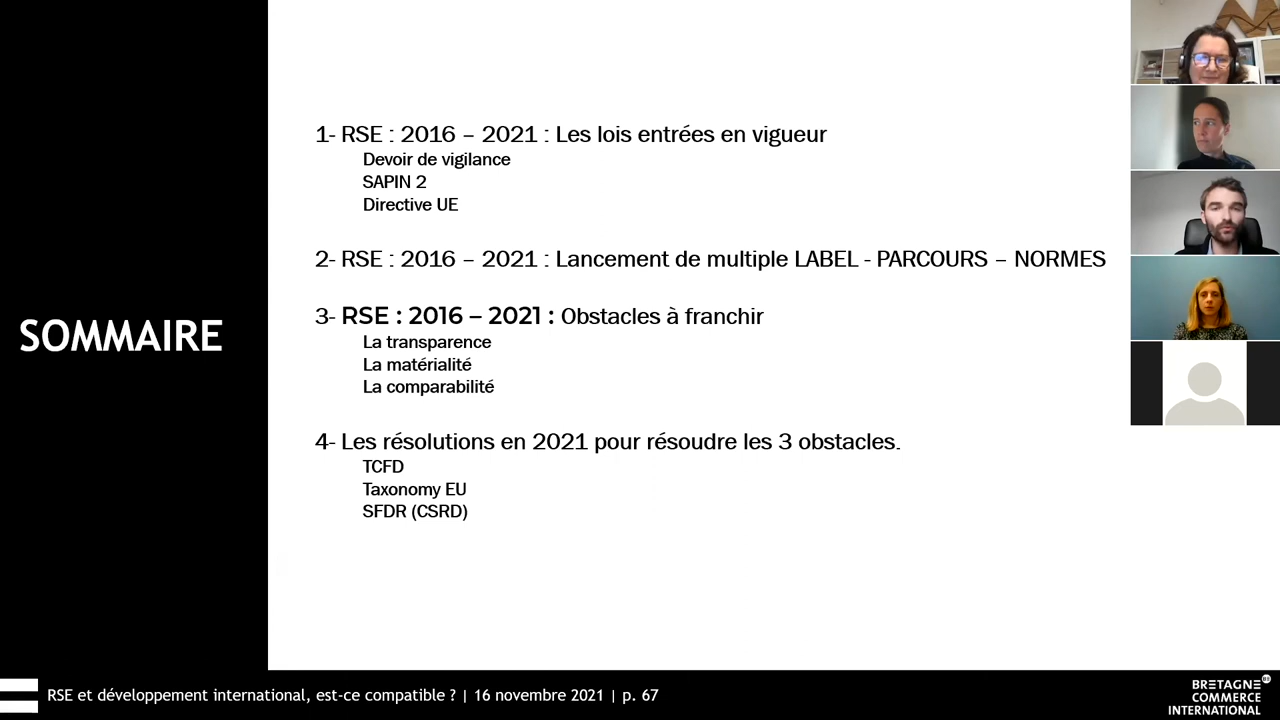 SOMMAIRE
1- RSE : 2016 – 2021 : Les lois entrées en vigueur
Devoir de vigilance
SAPIN 2
Directive UE
2- RSE : 2016 – 2021 : Lancement de multiple LABEL - PARCOURS – NORMES
3- RSE : 2016 – 2021 : Obstacles à franchir
La transparence
La matérialité
La comparabilité
4- Les résolutions en 2021 pour résoudre les 3 obstacles.
TCFD
Taxonomy EU
SFDR (CSRD)
RSE et développement international, est-ce compatible ? | 16 novembre 2021 | p. 67
BRETAGNE
COMMERCE
INTERNATIONAL